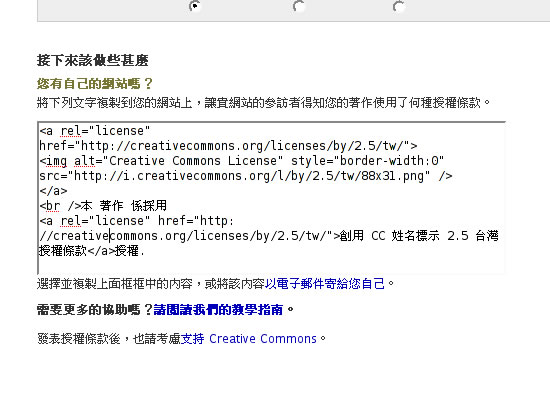 接下來該做些甚麼
您有自己的網站嗎？
將下列文字複製到您的網站上，讓貴網站的參訪者得知您的著作使用了何種授權條款。
<a rel="license"
href="http://creativecommons.org/licenses/by/2.5/tw/">
<img alt="Creative Commons License" style="border-width:0"
src="http://i.creativecommons.org/l/by/2.5/tw/88x31.png" />
</a>
<br />本 著作 係採用
<a rel="license" href="http:
//creativecommons.org/licenses/by/2.5/tw/">創用 CC 姓名標示 2.5 台灣
授權條款</a>授權.
選擇並複製上面框框中的內容，或將該內容以電子郵件寄給您自己。
需要更多的協助嗎？請閱讀我們的教學指南。
發表授權條款後，也請考慮支持 Creative Commons。